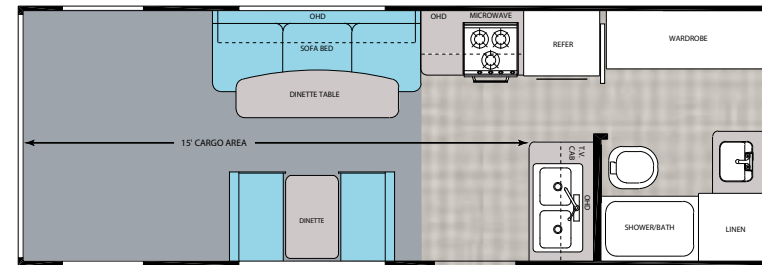 OHD
OHD
MICROWAVE
SOFA BED
REFER
WARDROBE
DINETTE TABLE
15' CARGO AREA
T.V.
CAB
OHD
DINETTE
SHOWER/BATH
LINEN